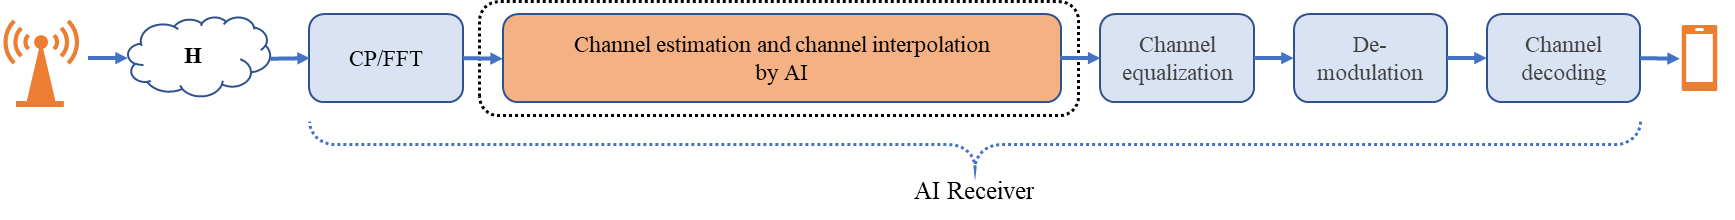 H
CP/FFT
Channel estimation and channel interpolation
by AI
Channel
equalization
De-
modulation
Channel
decoding
AI Receiver